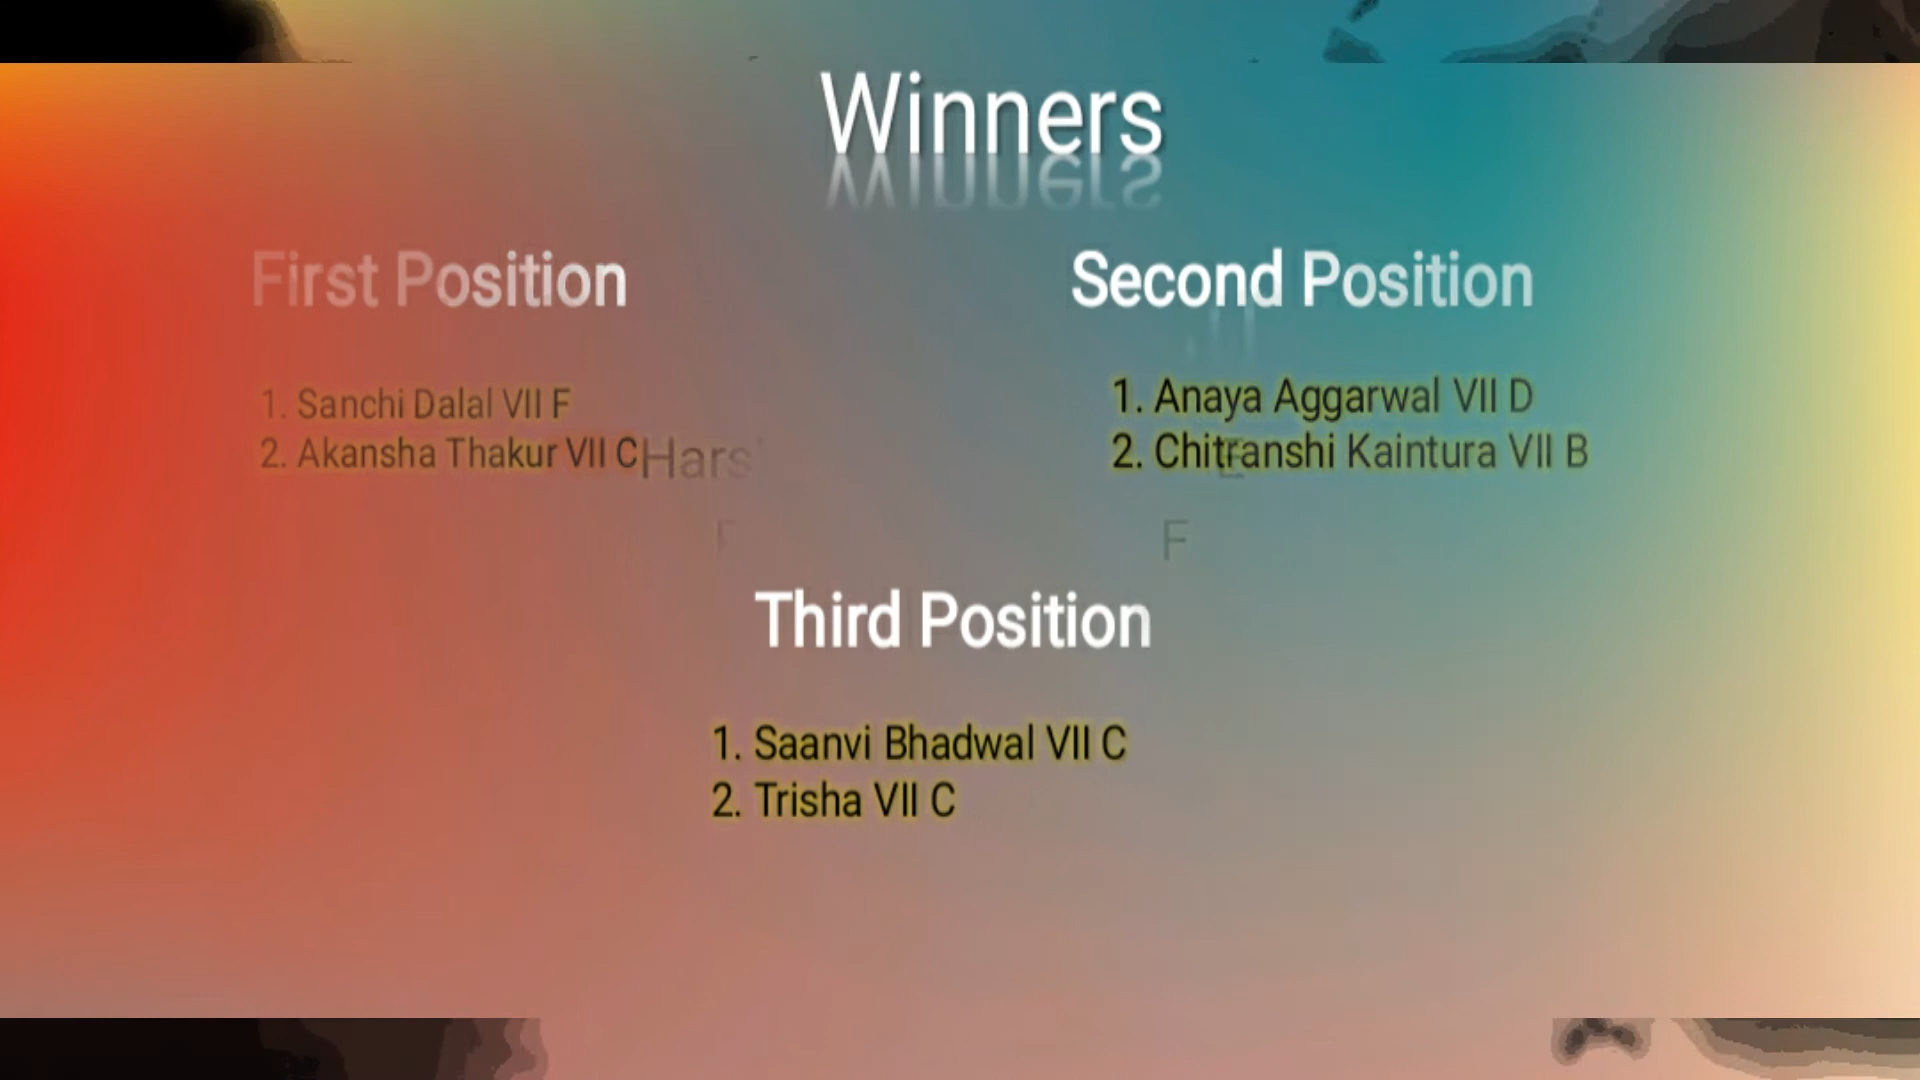 Winners
First Position
1. Sanchi Dalal VII F
2. Akansha Thakur VII C
Second Position
1. Anaya Aggarwal VII D
2. Chitranshi Kaintura VII B
Third Position
1. Saanvi Bhadwal VII C
2. Trisha VII C